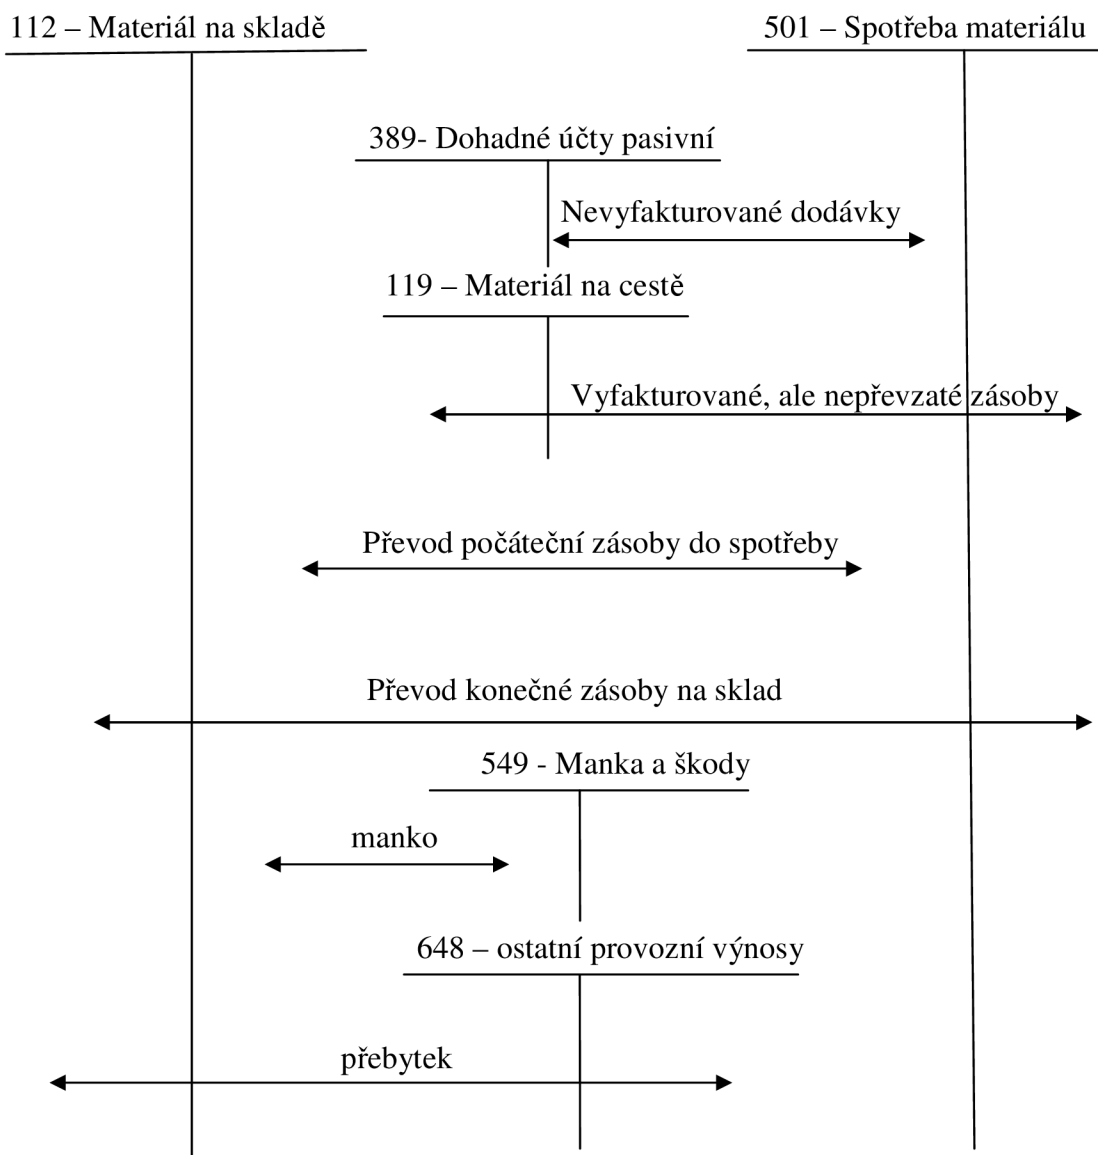 112 – Materiál na skladě
501 – Spotřeba materiálu
389- Dohadné účty pasivní
Nevyfakturované dodávky
119 – Materiál na cestě
Vyfakturované, ale nepřevzaté zásoby
Převod počáteční zásoby do spotřeby
Převod konečné zásoby na sklad
549 - Manka a škody
manko
648 – ostatní provozní výnosy
přebytek